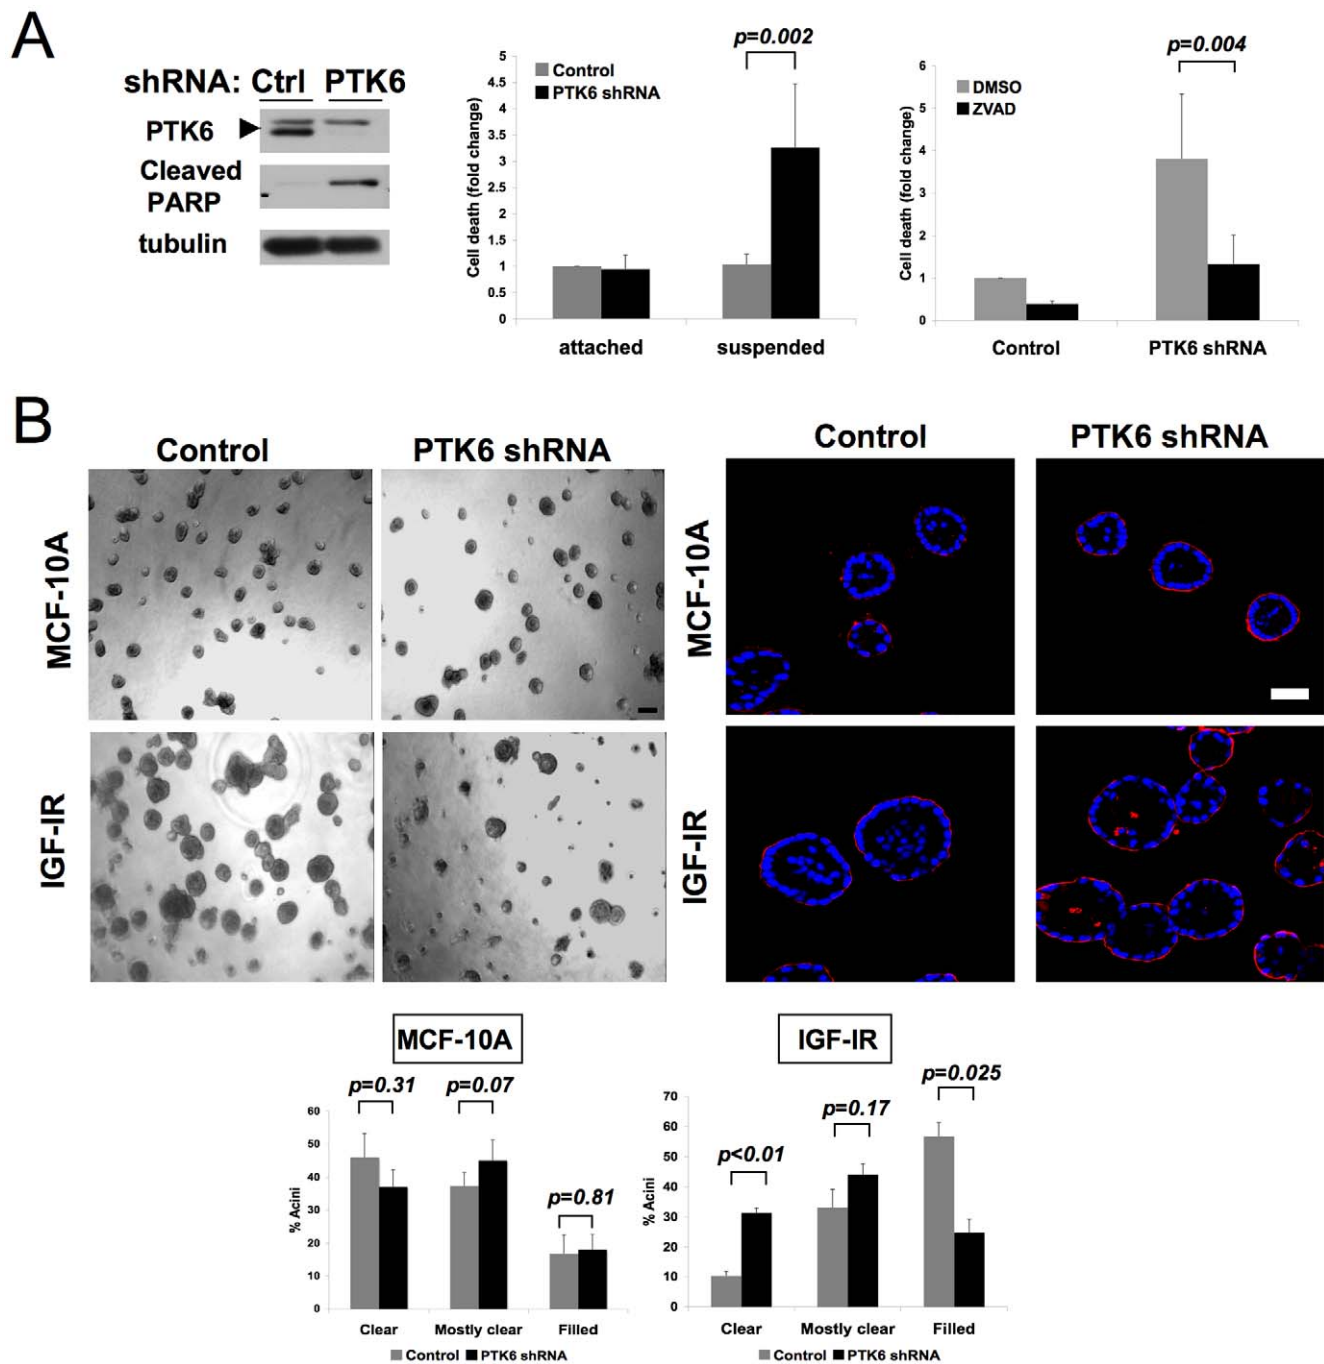 A
shRNA: Ctrl PTK6
PTK6
Cleaved
PARP
tubulin
p=0.002
Control
PTK6 shRNA
Cell death (fold change)
5
4.5
4
3.5
3
2.5
2
1.5
1
0.5
0
attached suspended
p=0.004
DMSO
ZVAD
Cell death (fold change)
6
5
4
3
2
1
0
Control PTK6 shRNA
B
Control PTK6 shRNA
MCF-10A
IGF-IR
Control PTK6 shRNA
MCF-10A
IGF-IR
MCF-10A
p=0.31 p=0.07
p=0.81
% Acini
60
50
40
30
20
10
0
Clear Mostly clear Filled
Control PTK6 shRNA
IGF-IR
p=0.025
p=0.17
p<0.01
% Acini
70
60
50
40
30
20
10
0
Clear Mostly clear Filled
Control PTK6 shRNA